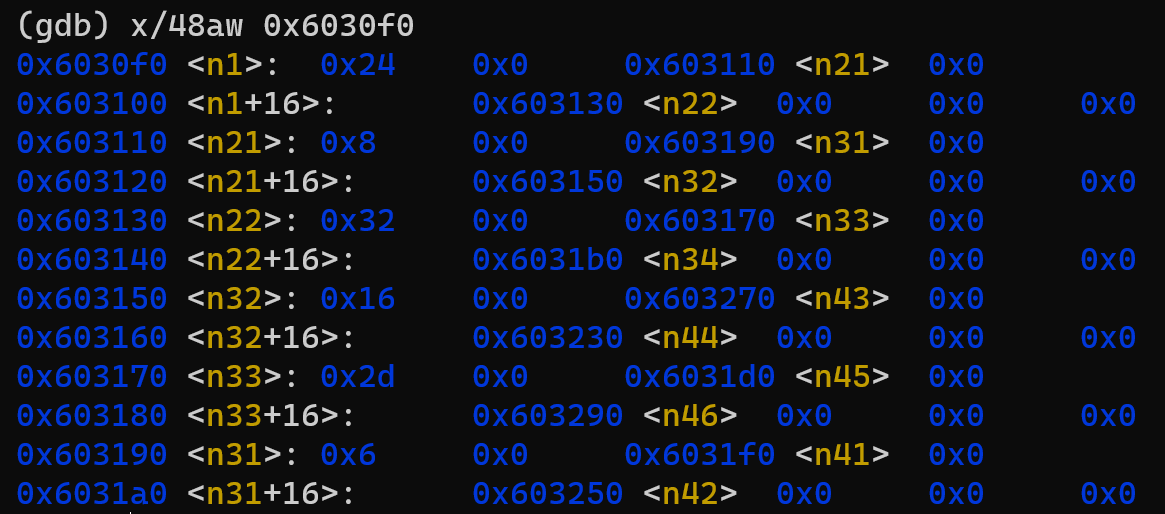 (gdb) x/48aw 0x6030f0
0x6030f0 <n1>: 0x24 0x0 0x603110 <n21> 0x0
0x603100 <n1+16>: 0x603130 <n22> 0x0 0x0 0x0
0x603110 <n21>: 0x8 0x0 0x603190 <n31> 0x0
0x603120 <n21+16>: 0x603150 <n32> 0x0 0x0 0x0
0x603130 <n22>: 0x32 0x0 0x603170 <n33> 0x0
0x603140 <n22+16>: 0x6031b0 <n34> 0x0 0x0 0x0
0x603150 <n32>: 0x16 0x0 0x603270 <n43> 0x0
0x603160 <n32+16>: 0x603230 <n44> 0x0 0x0 0x0
0x603170 <n33>: 0x2d 0x0 0x6031d0 <n45> 0x0
0x603180 <n33+16>: 0x603290 <n46> 0x0 0x0 0x0
0x603190 <n31>: 0x6 0x0 0x6031f0 <n41> 0x0
0x6031a0 <n31+16>: 0x603250 <n42> 0x0 0x0 0x0